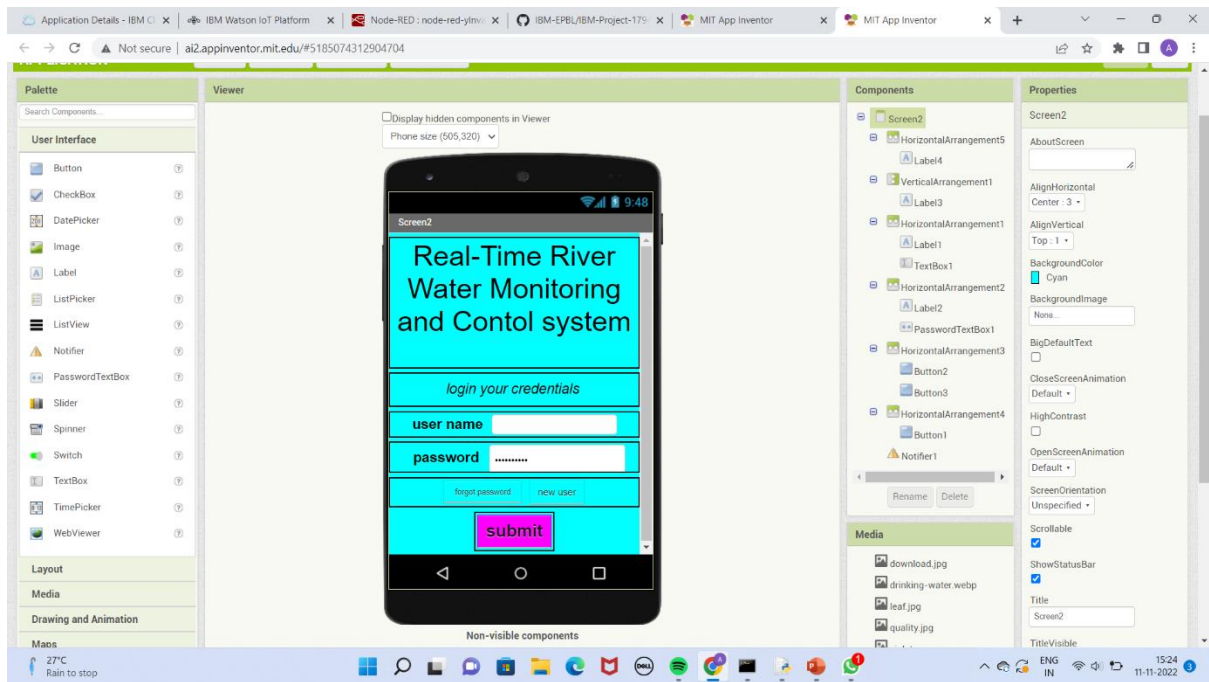 Application Details - IBM Cl
IBM Watson IoT Platform
Node-RED : node-red-ylnv
IBM-EPBL/IBM-Project-179
MIT App Inventor
MIT App Inventor
Not secure
ai2.appinventor.mit.edu/#5185074312904704
Palette
Search Components...
User Interface
Button
CheckBox
DatePicker
Image
Label
ListPicker
ListView
Notifier
PasswordTextBox
Slider
Spinner
Switch
TextBox
TimePicker
WebViewer
Layout
Media
Drawing and Animation
Maps
Viewer
Display hidden components in Viewer
Phone size (505,320)
9:48
Screen2
Real-Time River
Water Monitoring
and Contol system
login your credentials
user name
password
forgot password
new user
submit
Non-visible components
Components
Screen2
HorizontalArrangement5
Label4
VerticalArrangement1
Label3
HorizontalArrangement1
Label1
TextBox1
HorizontalArrangement2
Label2
PasswordTextBox1
HorizontalArrangement3
Button2
Button3
HorizontalArrangement4
Button1
Notifier1
Rename Delete
Media
download.jpg
drinking-water.webp
leaf.jpg
quality.jpg
Properties
Screen2
AboutScreen
AlignHorizontal
Center : 3
AlignVertical
Top : 1
BackgroundColor
Cyan
BackgroundImage
None...
BigDefaultText
CloseScreenAnimation
Default
HighContrast
OpenScreenAnimation
Default
ScreenOrientation
Unspecified
Scrollable
ShowStatusBar
Title
Screen2
TitleVisible
27°C
Rain to stop
DELL
ENG
IN
15:24
11-11-2022
3